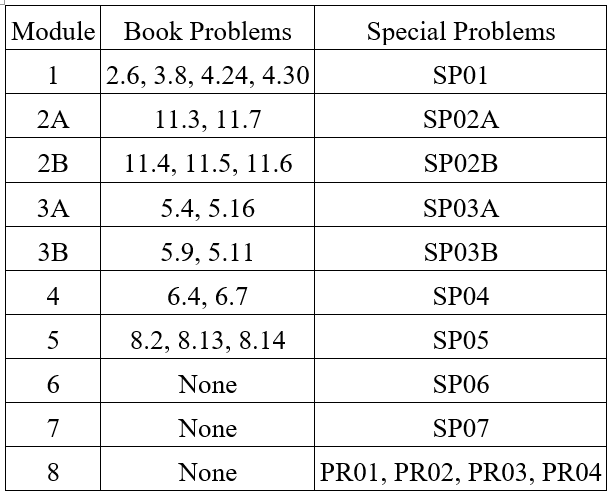 Module Book Problems Special Problems
1 2.6, 3.8, 4.24, 4.30 SP01
2A 11.3, 11.7 SP02A
2B 11.4, 11.5, 11.6 SP02B
3A 5.4, 5.16 SP03A
3B 5.9, 5.11 SP03B
4 6.4, 6.7 SP04
5 8.2, 8.13, 8.14 SP05
6 None SP06
7 None SP07
8 None PR01, PR02, PR03, PR04